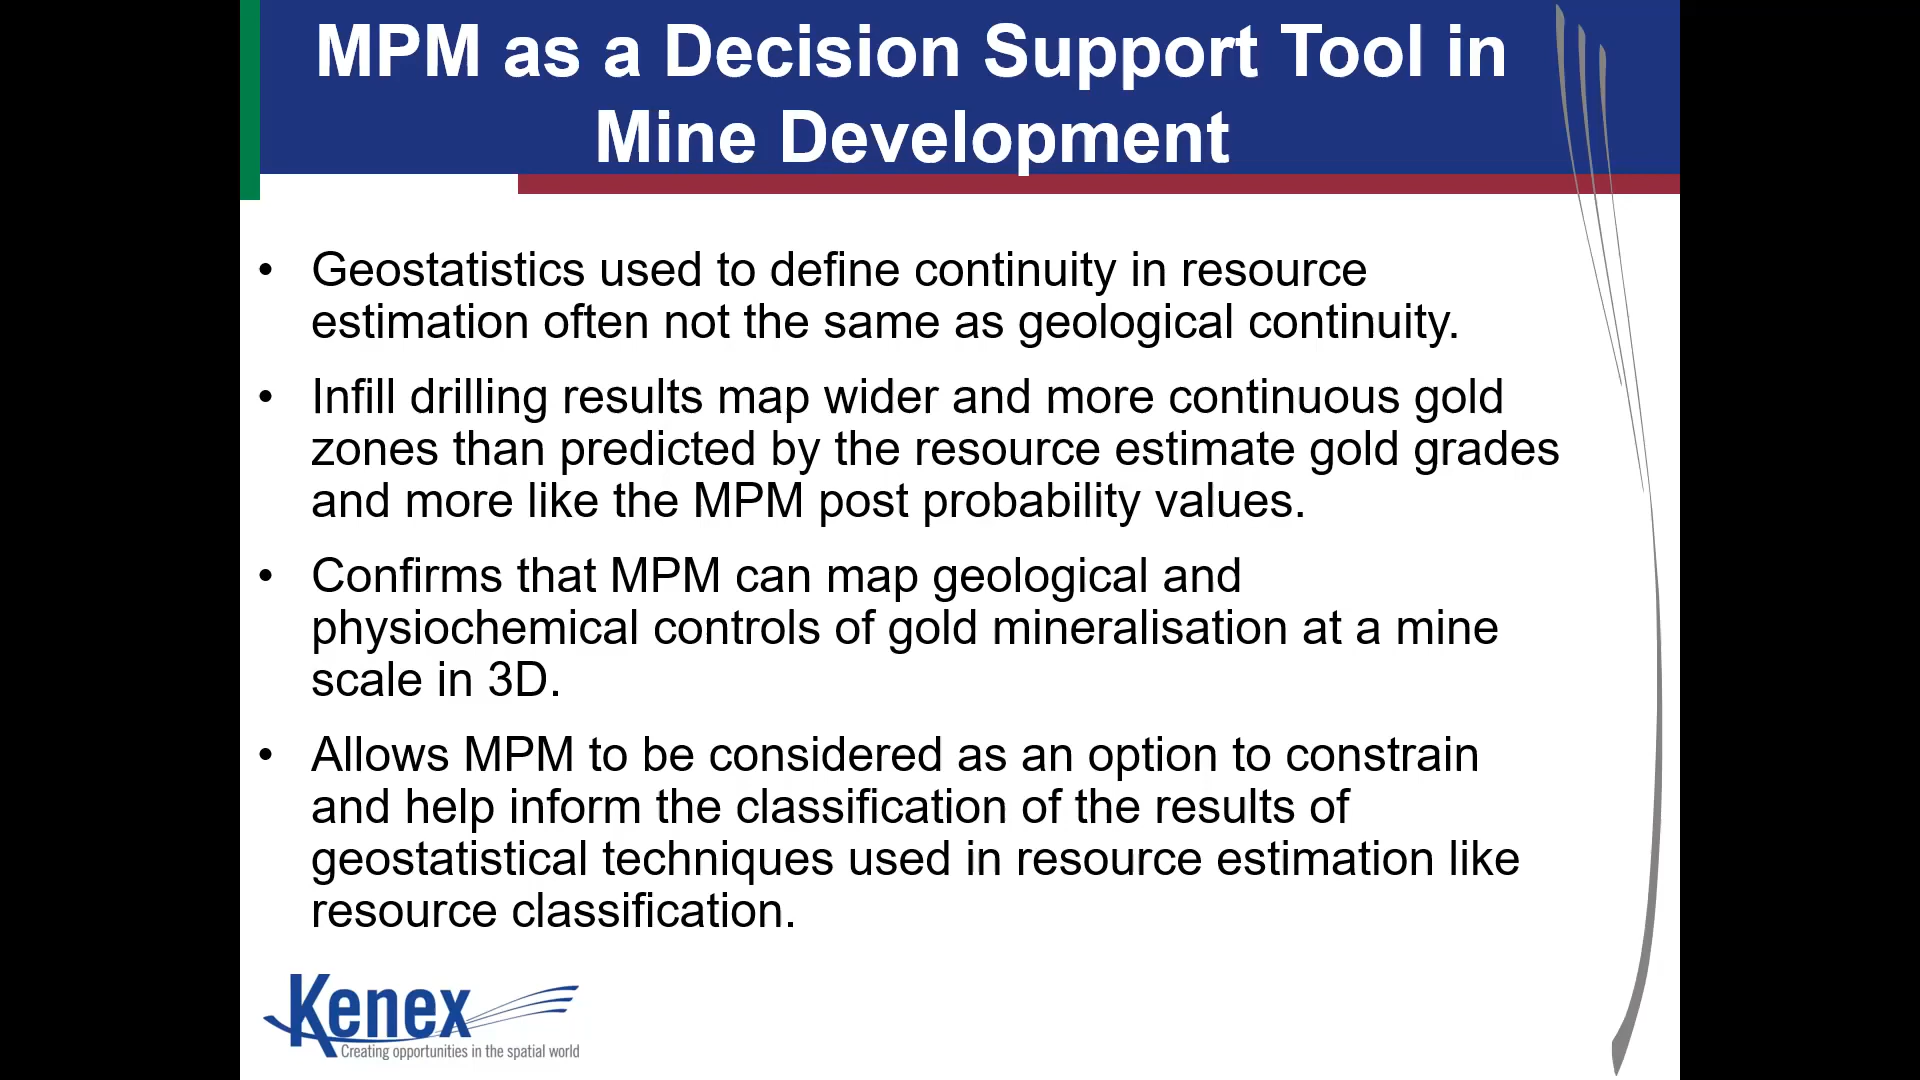 MPM as a Decision Support Tool in
Mine Development
• Geostatistics used to define continuity in resource
estimation often not the same as geological continuity.
• Infill drilling results map wider and more continuous gold
zones than predicted by the resource estimate gold grades
and more like the MPM post probability values.
• Confirms that MPM can map geological and
physiochemical controls of gold mineralisation at a mine
scale in 3D.
• Allows MPM to be considered as an option to constrain
and help inform the classification of the results of
geostatistical techniques used in resource estimation like
resource classification.
Kenex
Creating opportunities in the spatial world